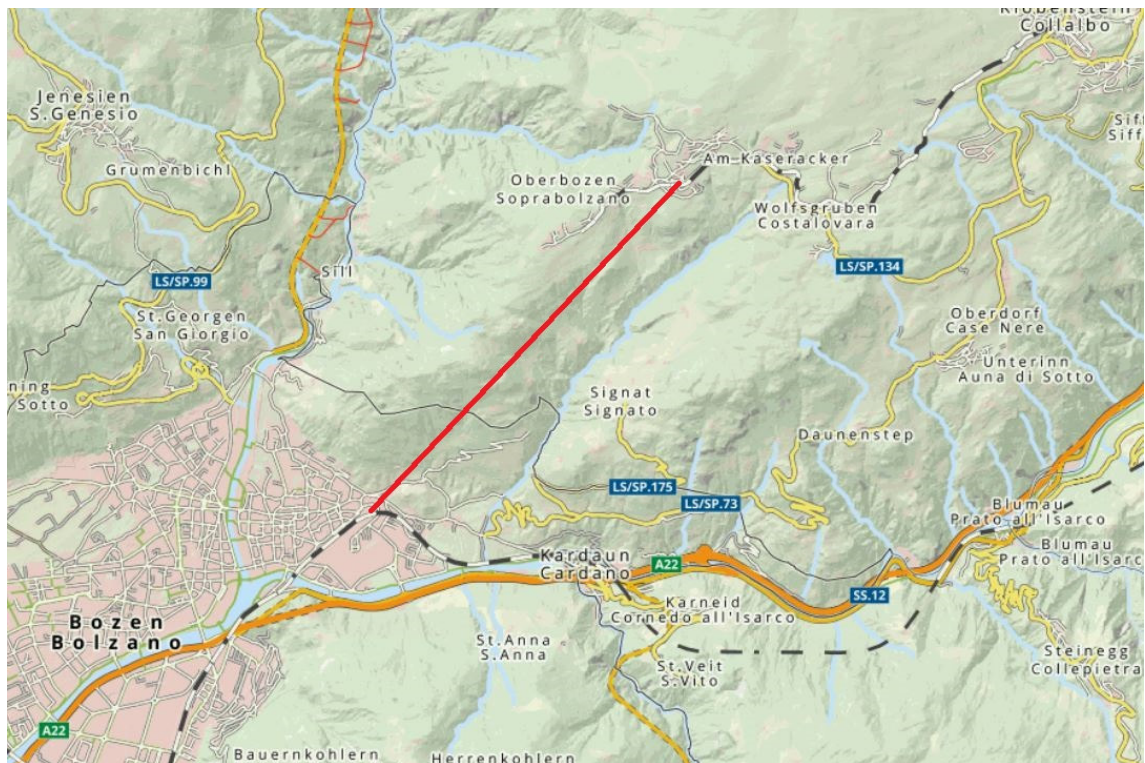 Klobenstein
Collalbo
Jenesien
S.Genesio
Grumenbichl
Am Kaseracker
Oberbozen
Soprabolzano
Wolfsgruben
Costalovara
LS/SP.134
Sill
LS/SP.99
St.Georgen
San Giorgio
Oberdorf
Case Nere
Unterinn
Auna di Sotto
ning
Sotto
Signat
Signato
Daunenstep
LS/SP.175
LS/SP.73
Blumau
Prato all'Isarco
Blumau
Prato all'Isarc
Kardaun
Cardano
A22
SS.12
Karneid
Cornedo all'Isarco
Bozen
Bolzano
St.Anna
S.Anna
St.Veit
S.Vito
Steinegg
Collepietra
A22
Bauernkohlern
Herrenkohlern